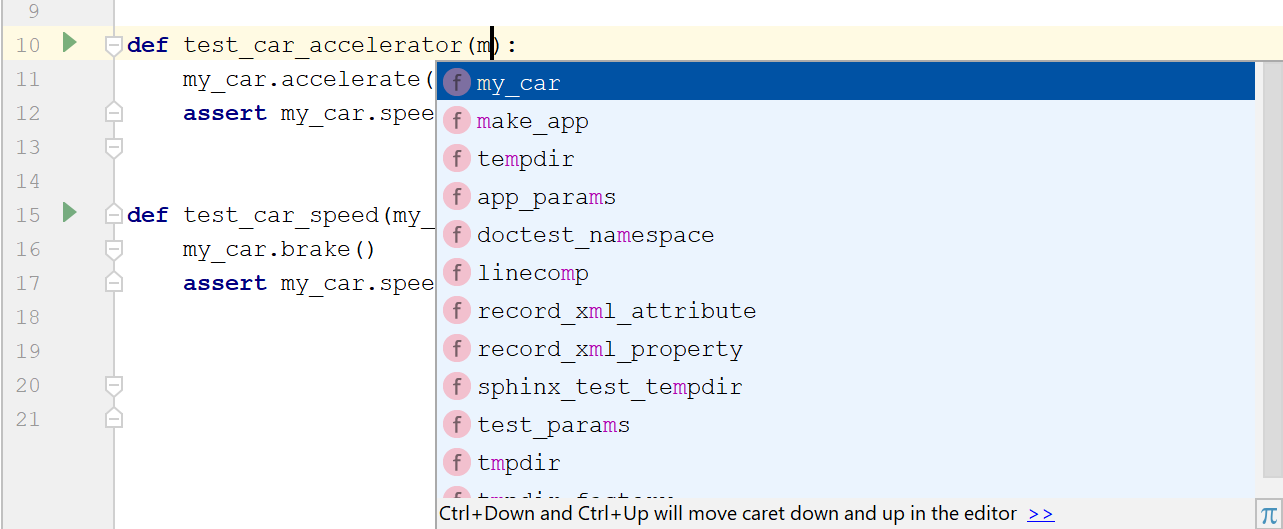 9
10 def test_car_accelerator(m):
11 my_car.accelerate(
12 assert my_car.spee
13
14
15 def test_car_speed(my_
16 my_car.brake()
17 assert my_car.spee
18
19
20
21
f my_car
f make_app
f tempdir
f app_params
f doctest_namespace
f linecomp
f record_xml_attribute
f record_xml_property
f sphinx_test_tempdir
f test_params
f tmpdir
f tmpdir_factory
Ctrl+Down and Ctrl+Up will move caret down and up in the editor >>
π